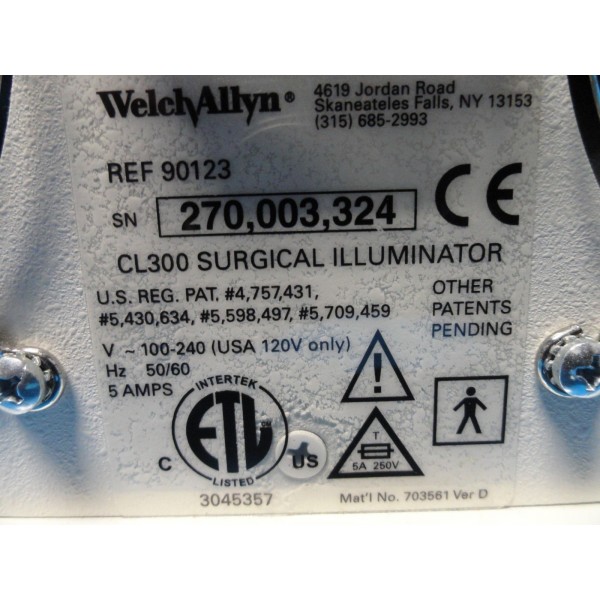 WelchAllyn®
4619 Jordan Road
Skaneateles Falls, NY 13153
(315) 685-2993
REF 90123
SN 270,003,324
CE
CL300 SURGICAL ILLUMINATOR
U.S. REG. PAT. #4,757,431,
#5,430,634, #5,598,497, #5,709,459
OTHER
PATENTS
PENDING
V ~ 100-240 (USA 120V only)
Hz 50/60
5 AMPS
INTERTEK
ETL
C US
LISTED
3045357
!
T
5A 250V
Mat'l No. 703561 Ver D